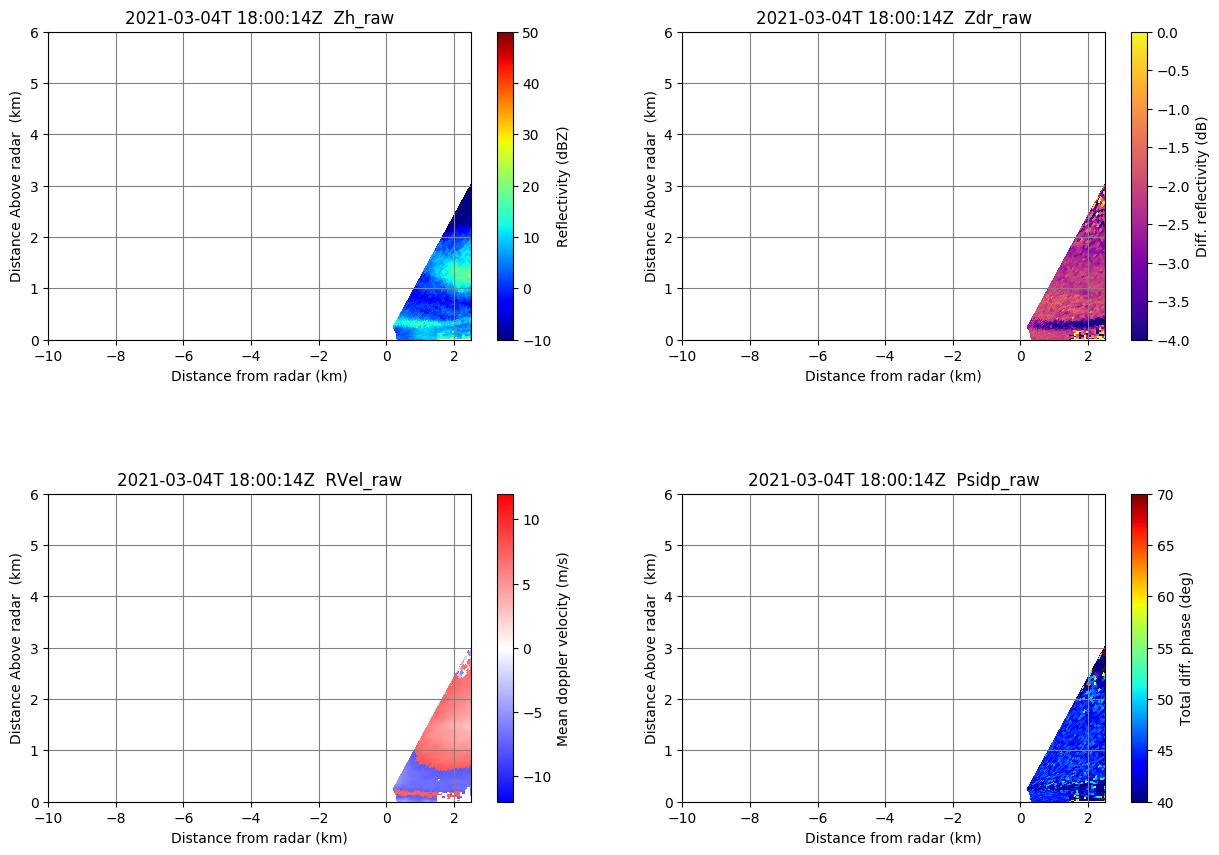 2021-03-04T 18:00:14Z  Zh_raw
6
5
4
3
2
1
0
Distance Above radar  (km)
−10 −8 −6 −4 −2 0 2
Distance from radar (km)
50
40
30
20
10
0
−10
Reflectivity (dBZ)
2021-03-04T 18:00:14Z  Zdr_raw
6
5
4
3
2
1
0
Distance Above radar  (km)
−10 −8 −6 −4 −2 0 2
Distance from radar (km)
0.0
−0.5
−1.0
−1.5
−2.0
−2.5
−3.0
−3.5
−4.0
Diff. reflectivity (dB)
2021-03-04T 18:00:14Z  RVel_raw
6
5
4
3
2
1
0
Distance Above radar  (km)
−10 −8 −6 −4 −2 0 2
Distance from radar (km)
10
5
0
−5
−10
Mean doppler velocity (m/s)
2021-03-04T 18:00:14Z  Psidp_raw
6
5
4
3
2
1
0
Distance Above radar  (km)
−10 −8 −6 −4 −2 0 2
Distance from radar (km)
70
65
60
55
50
45
40
Total diff. phase (deg)